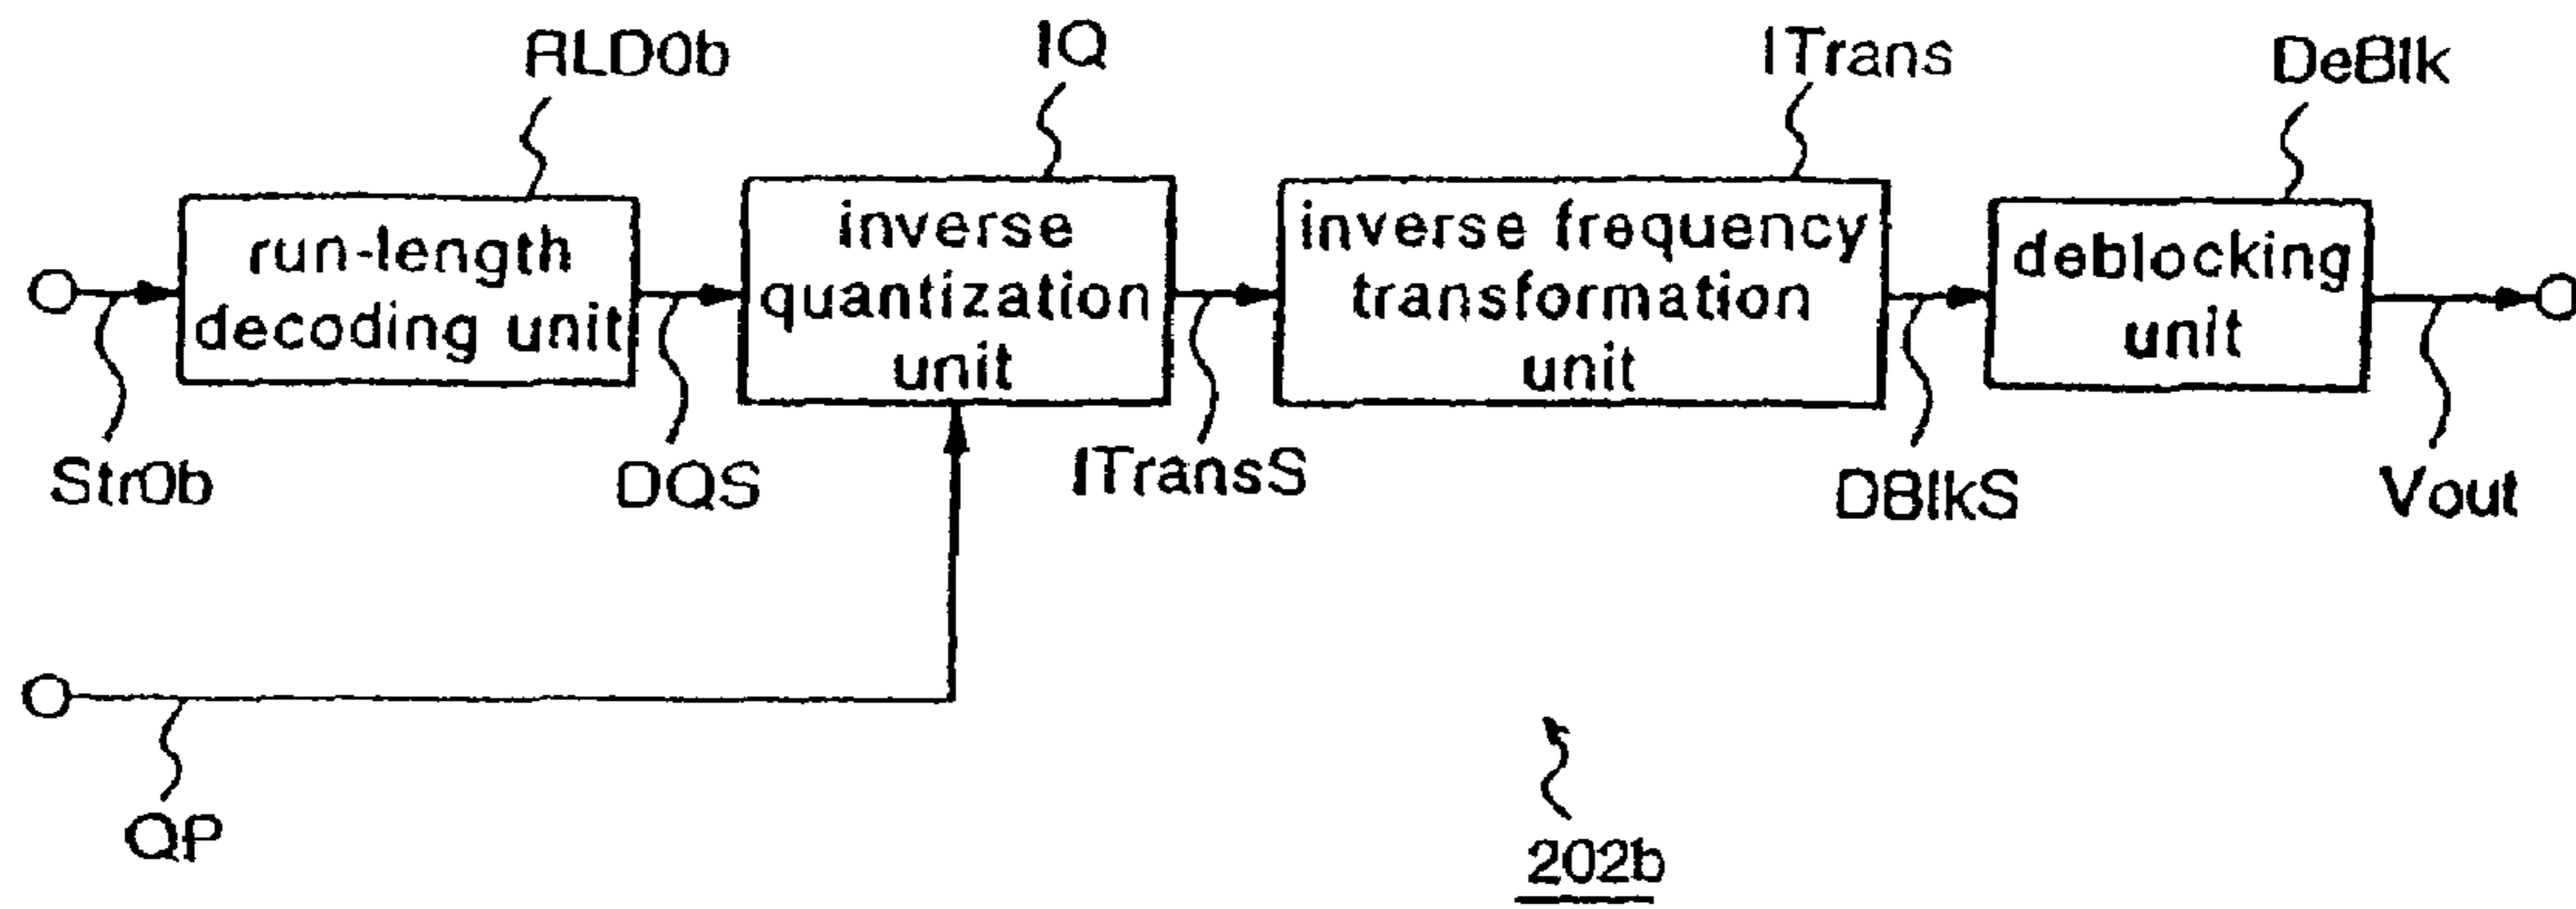 RLD0b
IQ
ITrans
DeBlk
run-length
decoding unit
inverse
quantization
unit
inverse frequency
transformation
unit
deblocking
unit
Str0b
DQS
ITransS
DBlkS
Vout
QP
202b